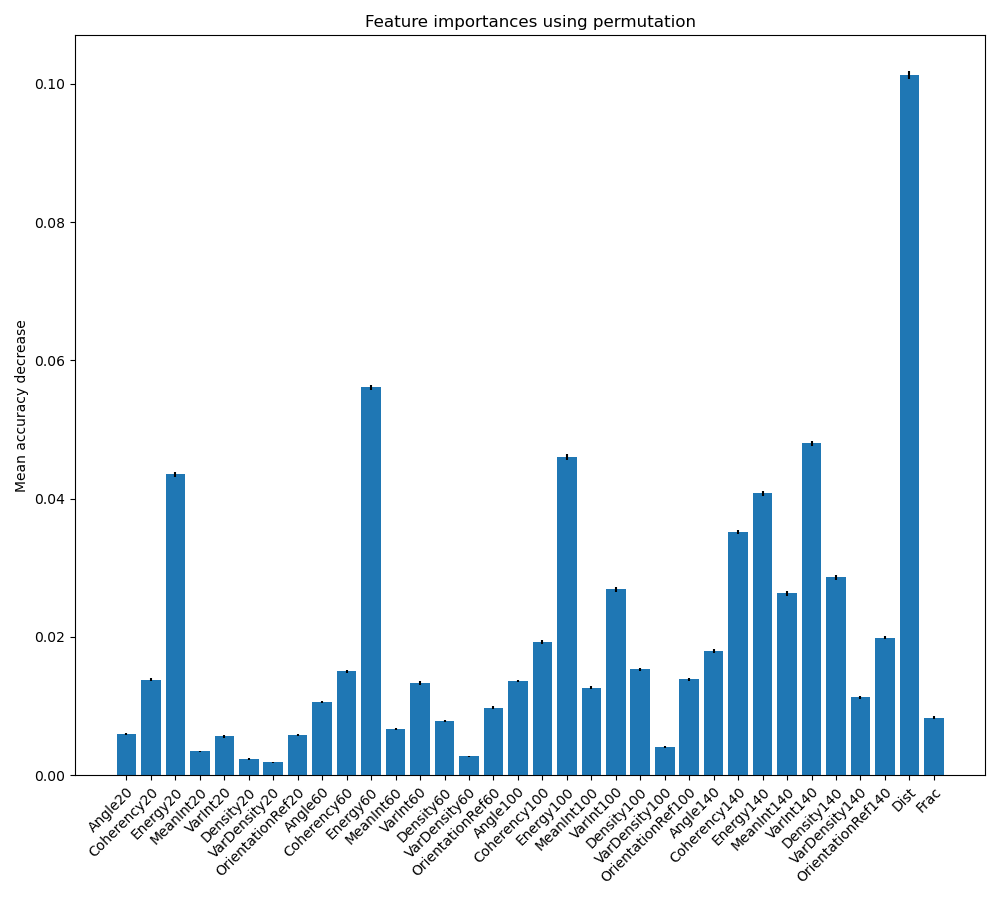 Feature importances using permutation
Mean accuracy decrease
0.10
0.08
0.06
0.04
0.02
0.00
Angle20
Coherency20
Energy20
MeanInt20
VarInt20
Density20
VarDensity20
OrientationRef20
Angle60
Coherency60
Energy60
MeanInt60
VarInt60
Density60
VarDensity60
OrientationRef60
Angle100
Coherency100
Energy100
MeanInt100
VarInt100
Density100
VarDensity100
OrientationRef100
Angle140
Coherency140
Energy140
MeanInt140
VarInt140
Density140
VarDensity140
OrientationRef140
Dist
Frac